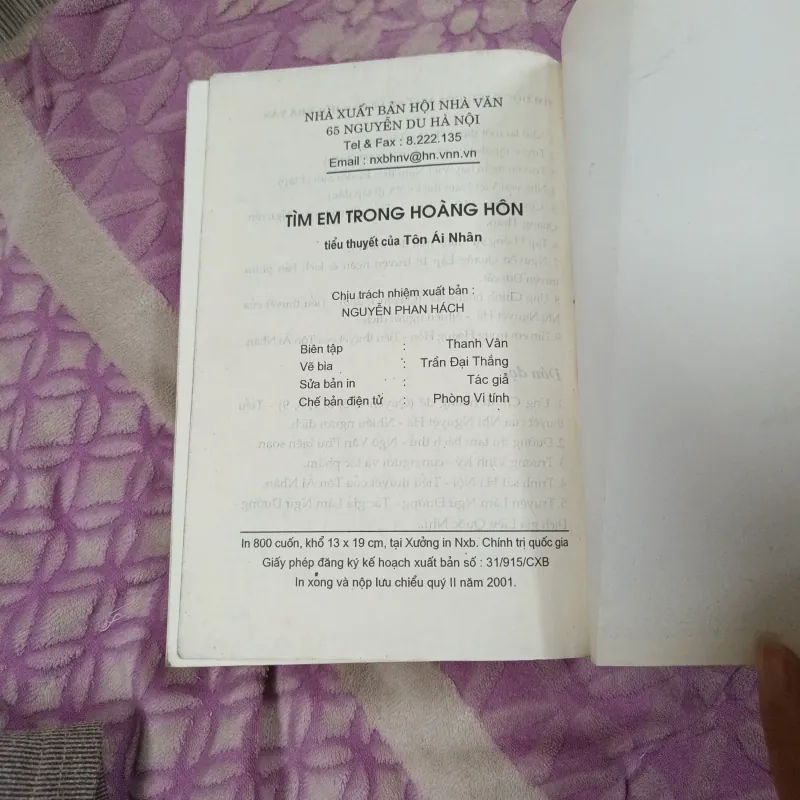 NHÀ XUẤT BẢN HỘI NHÀ VĂN
65 NGUYỄN DU HÀ NỘI
Tel & Fax : 8.222.135
Email : nxbhnv@hn.vnn.vn
TÌM EM TRONG HOÀNG HÔN
tiểu thuyết của Tôn Ái Nhân
Chịu trách nhiệm xuất bản :
NGUYỄN PHAN HÁCH
Biên tập : Thanh Vân
Vẽ bìa : Trần Đại Thắng
Sửa bản in : Tác giả
Chế bản điện tử : Phòng Vi tính
In 800 cuốn, khổ 13 x 19 cm, tại Xưởng in Nxb. Chính trị quốc gia
Giấy phép đăng ký kế hoạch xuất bản số : 31/915/CXB
In xong và nộp lưu chiểu quý II năm 2001.